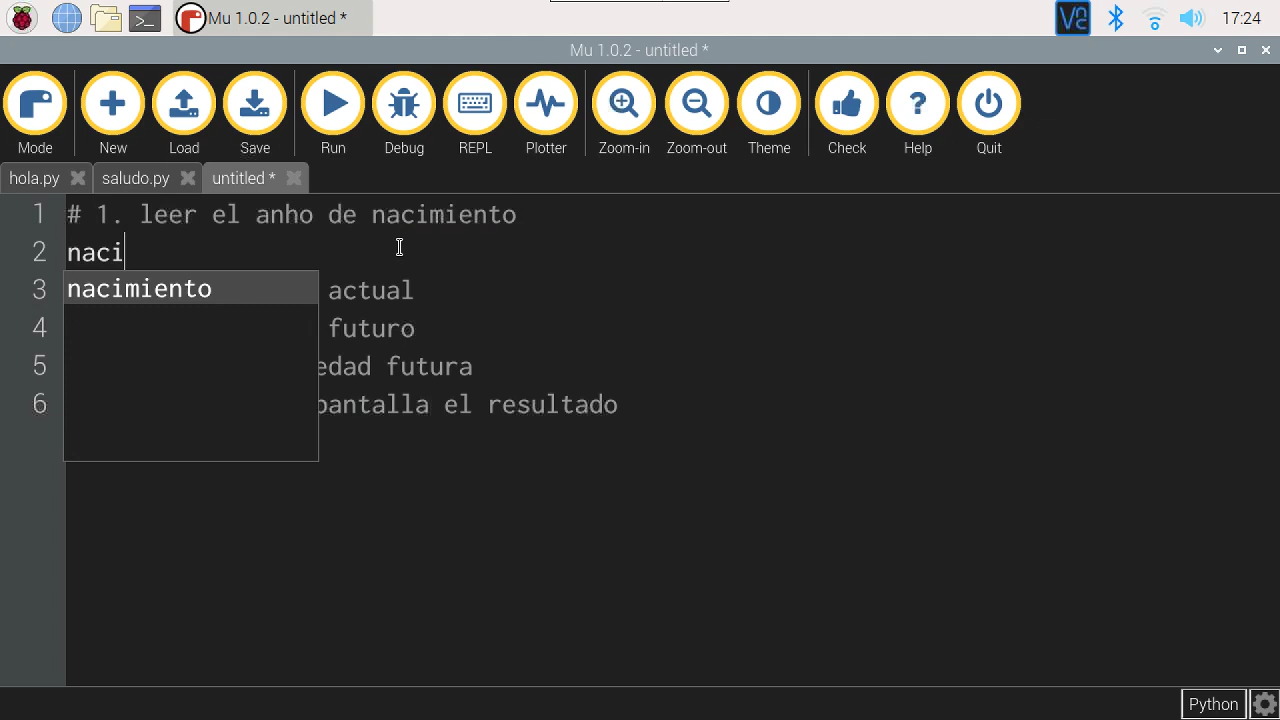 Mu 1.0.2 - untitled *
17:24
Mu 1.0.2 - untitled *
Mode New Load Save Run Debug REPL Plotter Zoom-in Zoom-out Theme Check Help Quit
hola.py saludo.py untitled *
1 # 1. leer el anho de nacimiento
2 naci
nacimiento
3 actual
4 futuro
5 edad futura
6 pantalla el resultado
Python